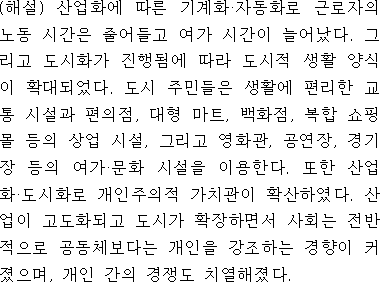 (해설) 산업화에 따른 기계화·자동화로 근로자의
노동 시간은 줄어들고 여가 시간이 늘어났다. 그
리고 도시화가 진행됨에 따라 도시적 생활 양식
이 확대되었다. 도시 주민들은 생활에 편리한 교
통 시설과 편의점, 대형 마트, 백화점, 복합 쇼핑
몰 등의 상업 시설, 그리고 영화관, 공연장, 경기
장 등의 여가·문화 시설을 이용한다. 또한 산업
화·도시화로 개인주의적 가치관이 확산하였다. 산
업이 고도화되고 도시가 확장하면서 사회는 전반
적으로 공동체보다는 개인을 강조하는 경향이 커
졌으며, 개인 간의 경쟁도 치열해졌다.